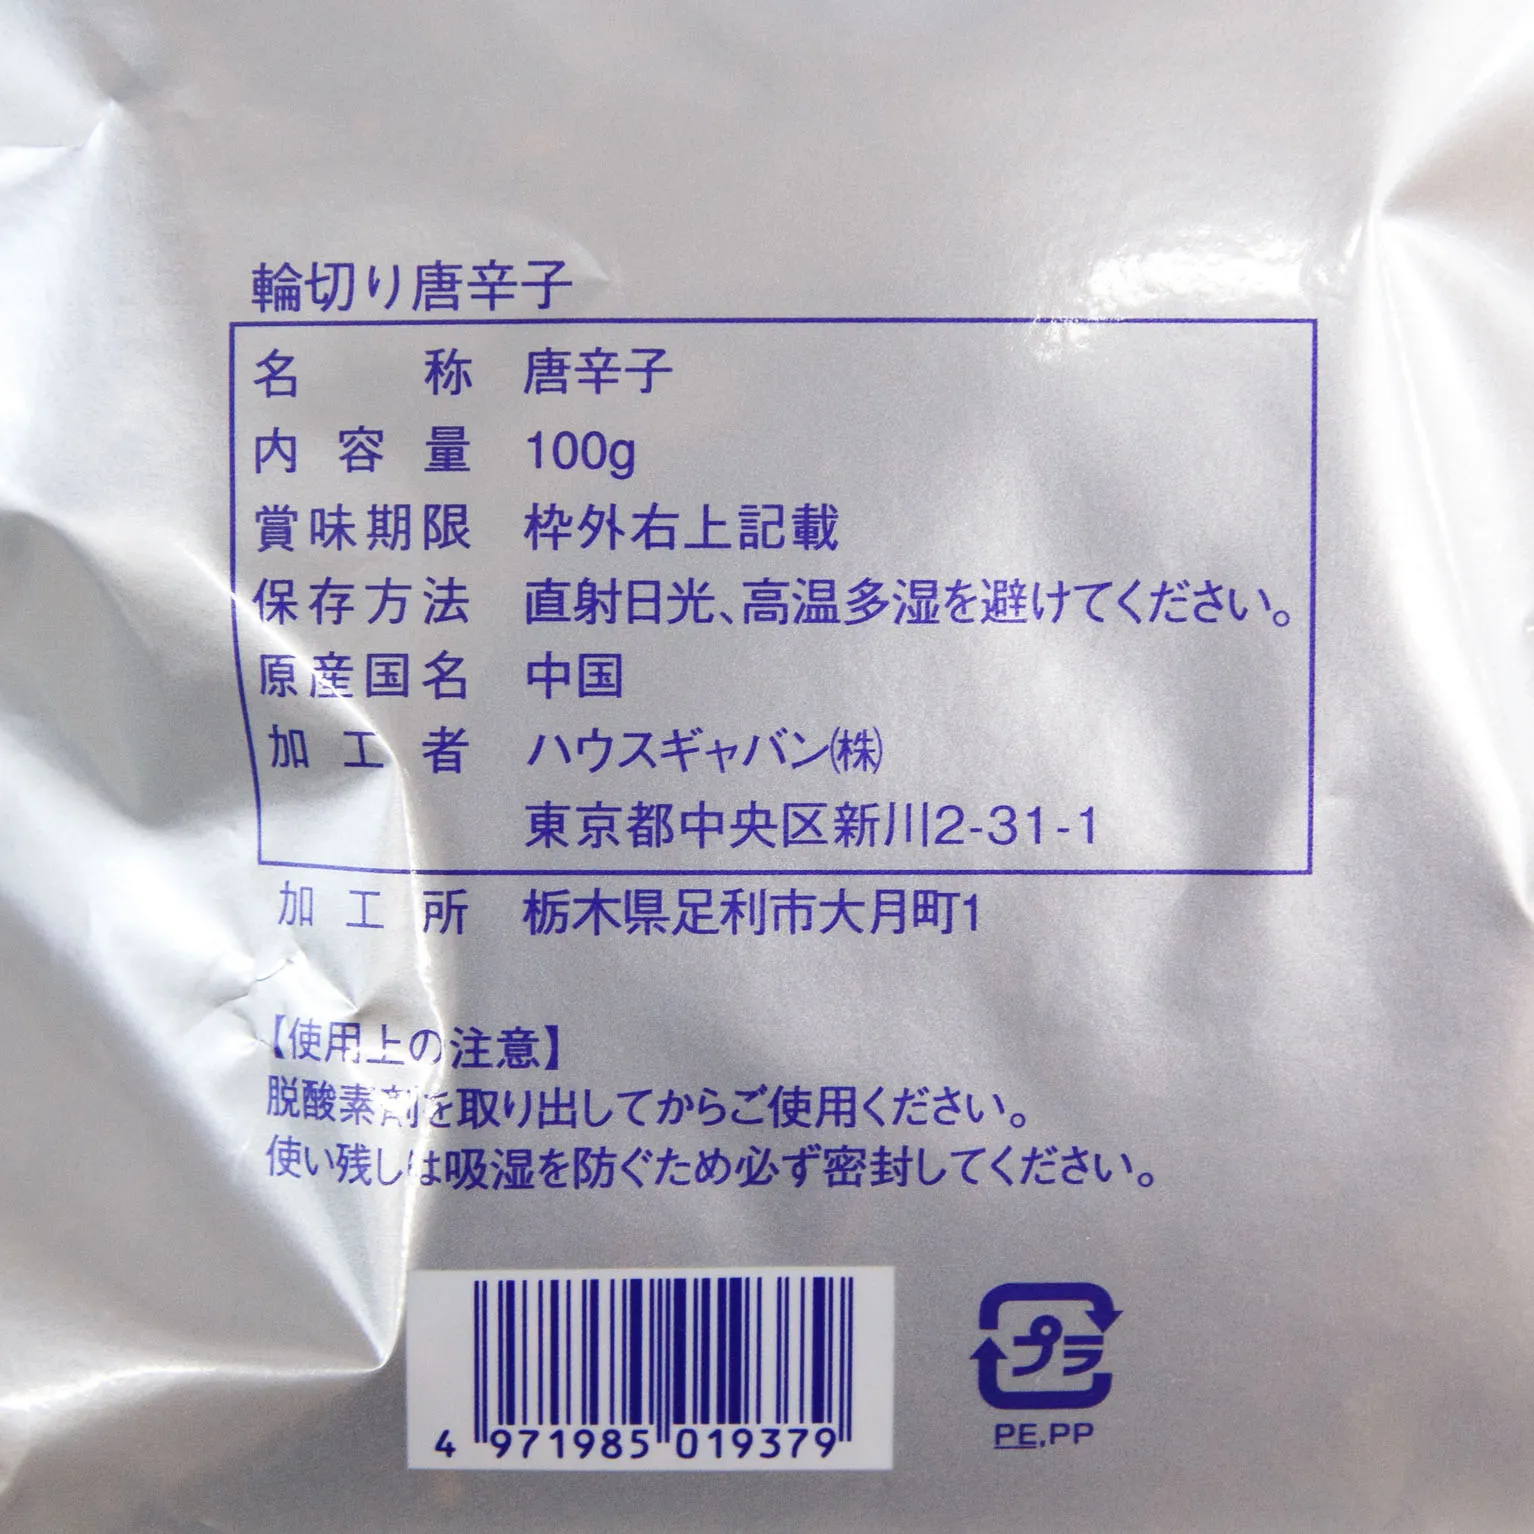 輪切り唐辛子
名称 唐辛子
内容量 100g
賞味期限 枠外右上記載
保存方法 直射日光、高温多湿を避けてください。
原産国名 中国
加工者 ハウスギャバン㈱
東京都中央区新川2-31-1
加工所 栃木県足利市大月町1
【使用上の注意】
脱酸素剤を取り出してからご使用ください。
使い残しは吸湿を防ぐため必ず密封してください。
4 971985 019379
プラ
PE,PP